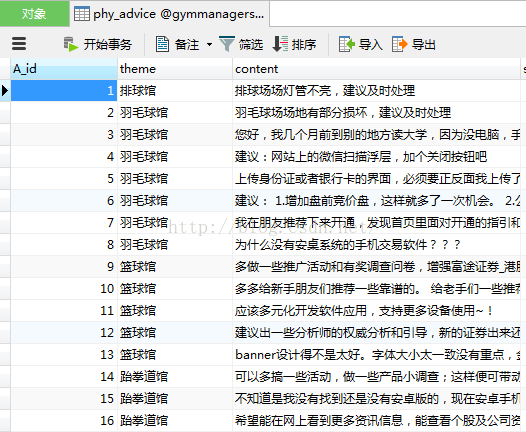 对象 phy_advice @gymmanagers...
开始事务 备注 筛选 排序 导入 导出
A_id theme content s
1 排球馆 排球场场灯管不亮，建议及时处理
2 羽毛球馆 羽毛球场场地有部分损坏，建议及时处理
3 羽毛球馆 您好，我几个月前到别的地方读大学，因为没电脑，手
4 羽毛球馆 建议：网站上的微信扫描浮层，加个关闭按钮吧
5 羽毛球馆 上传身份证或者银行卡的界面，必须要正反面我上传了
6 羽毛球馆 建议： 1.增加盘前竞价盘，这样就多了一次机会。 2.公
7 羽毛球馆 我在朋友推荐下来开通，发现首页里面对开通的指引和
8 羽毛球馆 为什么没有安桌系统的手机交易软件？？？
9 篮球馆 多做一些推广活动和有奖调查问卷，增强富途证券_港股
10 篮球馆 多多给新手朋友们推荐一些靠谱的。 给老手们一些推荐
11 篮球馆 应该多元化开发软件应用，支持更多设备使用~！
12 篮球馆 建议出一些分析师的权威分析和引导，新的证券出来还
13 篮球馆 banner设计得不是太好。字体大小太一致没有重点，金
14 跆拳道馆 可以多搞一些活动，做一些产品小调查；这样便可带动
15 跆拳道馆 不知道是我没有找到还是没有安卓版的，现在安卓手机
16 跆拳道馆 希望能在网上看到更多资讯信息，能查看个股及公司资